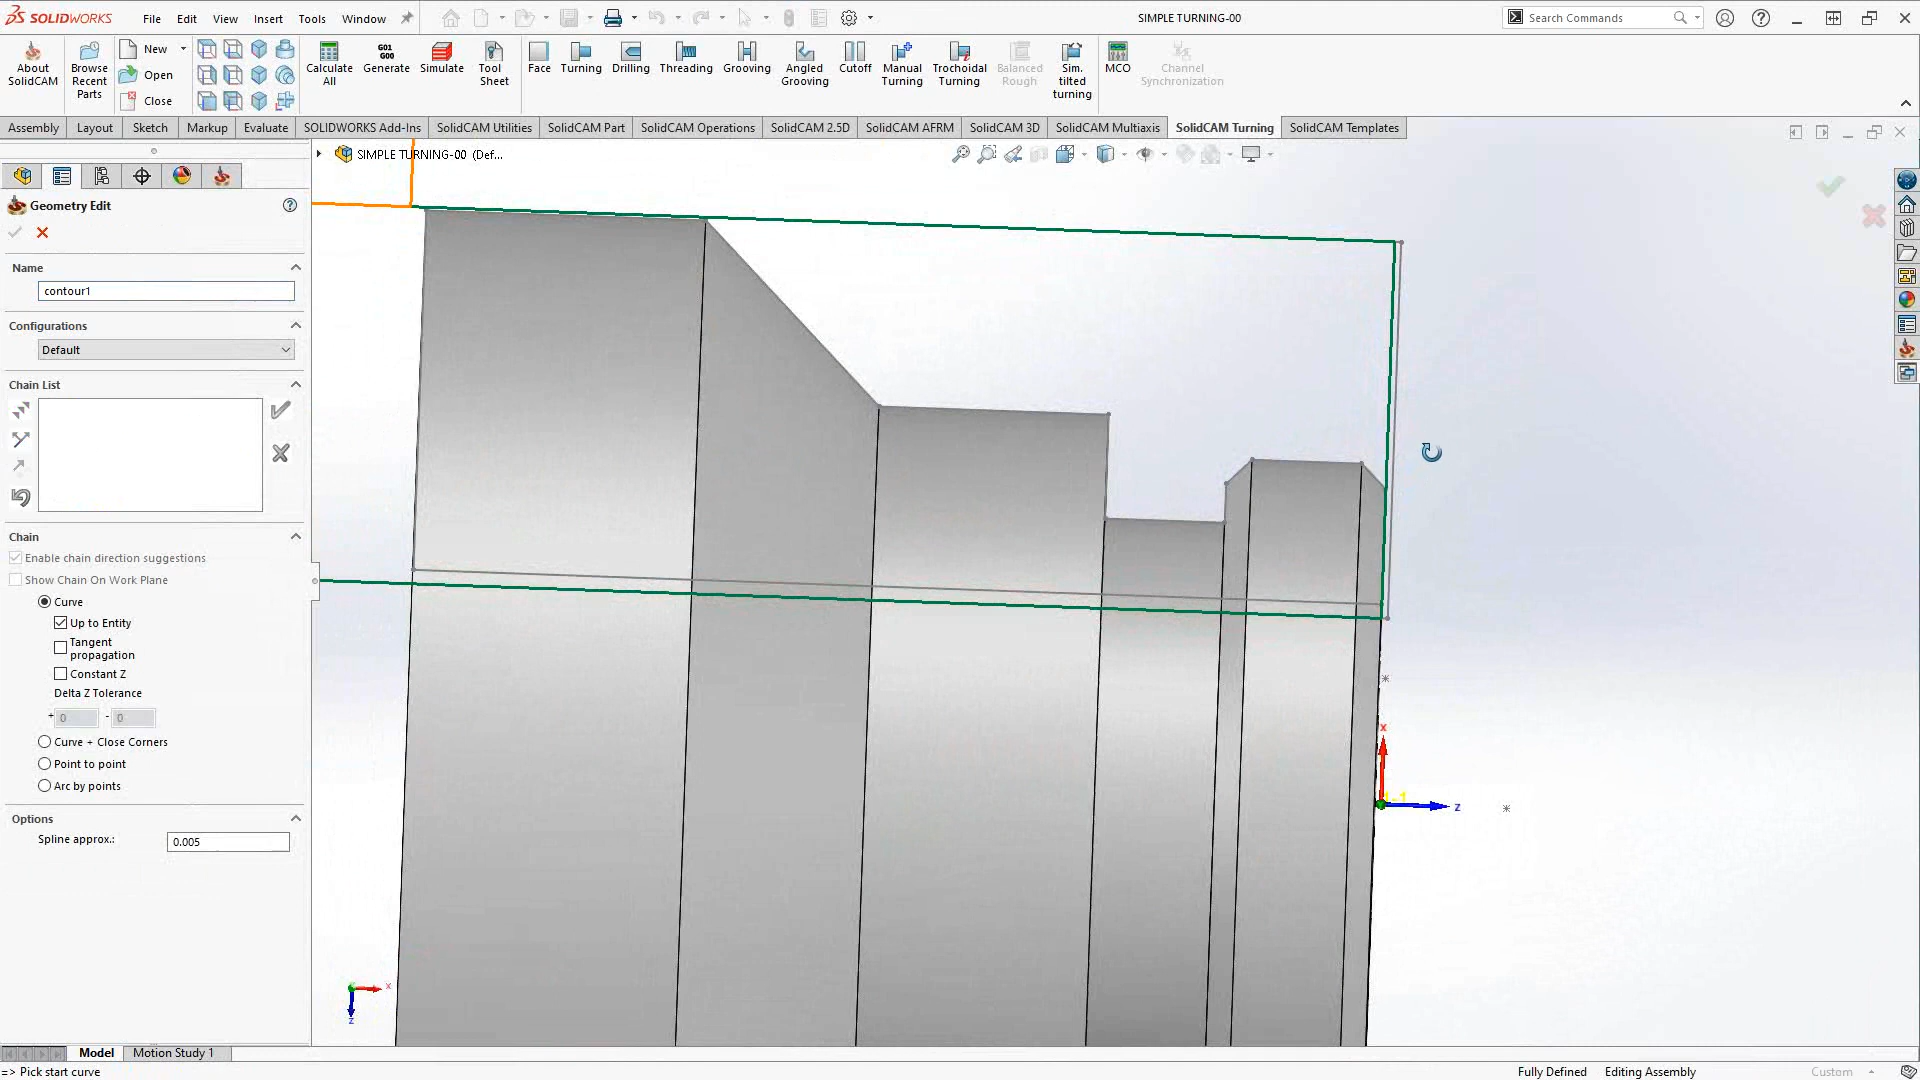 SOLIDWORKS File Edit View Insert Tools Window SIMPLE TURNING-00 Search Commands
About SolidCAM
Browse Recent Parts
New
Open
Close
Calculate All
G01 G00
Generate
Simulate
Tool Sheet
Face
Turning
Drilling
Threading
Grooving
Angled Grooving
Cutoff
Manual Turning
Trochoidal Turning
Balanced Rough
Sim. tilted turning
MCO
Channel Synchronization
Assembly Layout Sketch Markup Evaluate SOLIDWORKS Add-Ins SolidCAM Utilities SolidCAM Part SolidCAM Operations SolidCAM 2.5D SolidCAM AFRM SolidCAM 3D SolidCAM Multiaxis SolidCAM Turning SolidCAM Templates
SIMPLE TURNING-00 (Def...
Geometry Edit
Name
contour1
Configurations
Default
Chain List
Chain
Enable chain direction suggestions
Show Chain On Work Plane
Curve
Up to Entity
Tangent propagation
Constant Z
Delta Z Tolerance
+ 0 - 0
Curve + Close Corners
Point to point
Arc by points
Options
Spline approx.: 0.005
x
1-1
z
x
z
Model Motion Study 1
=> Pick start curve Fully Defined Editing Assembly Custom